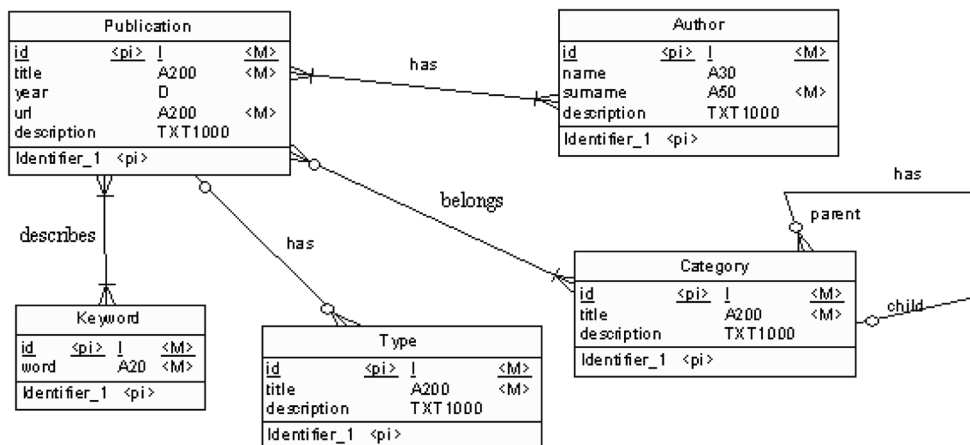 Publication
id <pi> I <M>
title A200 <M>
year D
url A200 <M>
description TXT1000
Identifier_1 <pi>
has
Author
id <pi> I <M>
name A30
surname A50 <M>
description TXT1000
Identifier_1 <pi>
describes
has
belongs
has
parent
child
Keyword
id <pi> I <M>
word A20 <M>
Identifier_1 <pi>
Type
id <pi> I <M>
title A200 <M>
description TXT1000
Identifier_1 <pi>
Category
id <pi> I <M>
title A200 <M>
description TXT1000
Identifier_1 <pi>